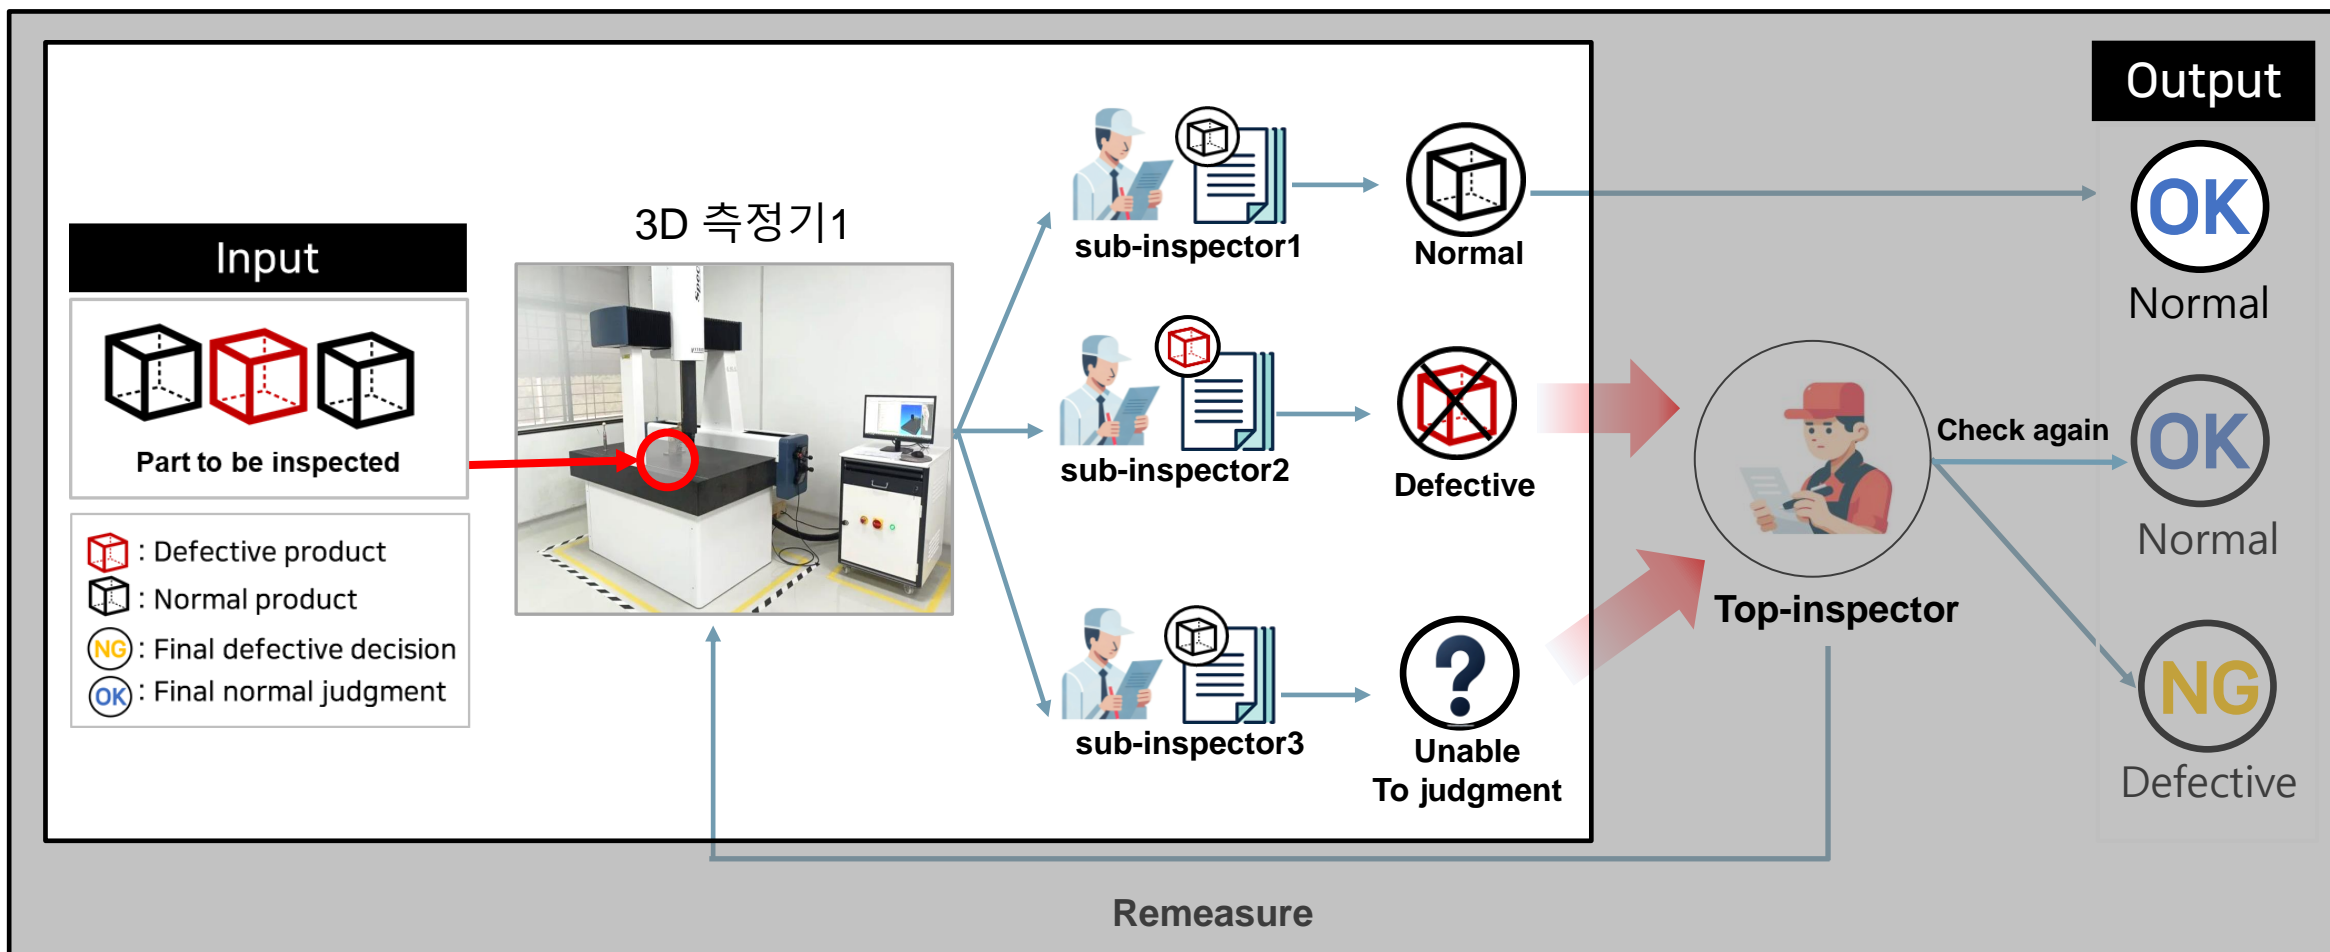 Output
OK
Normal
3D 측정기1
Input
Part to be inspected
: Defective product
: Normal product
NG : Final defective decision
OK : Final normal judgment
sub-inspector1
Normal
sub-inspector2
Defective
sub-inspector3
?
Unable
To judgment
Top-inspector
Check again
OK
Normal
NG
Defective
Remeasure